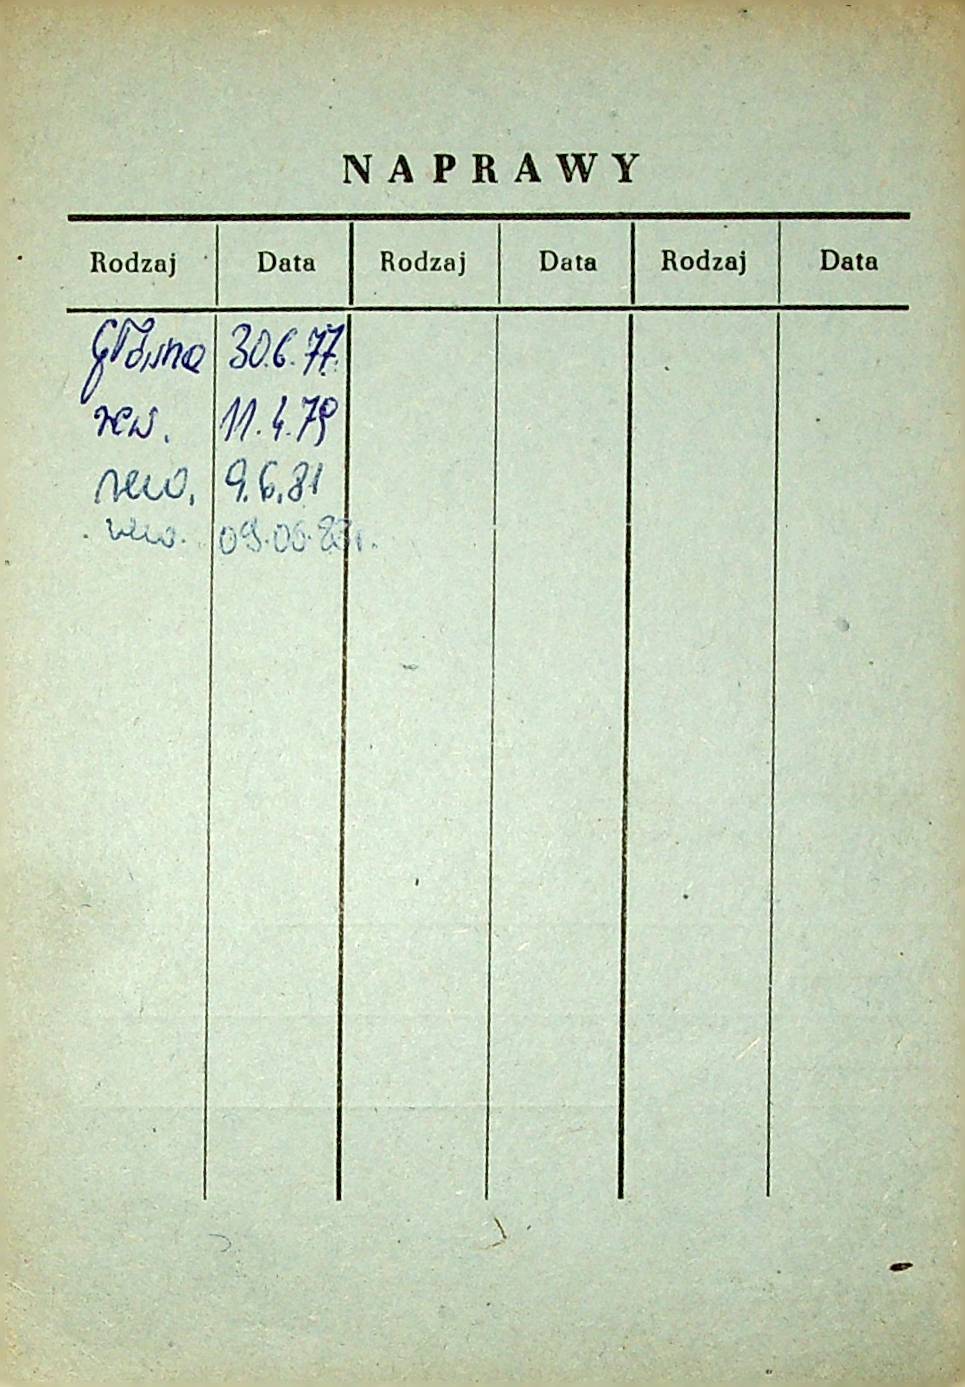 NAPRAWY
Rodzaj Data Rodzaj Data Rodzaj Data
Główna 30.6.77
rew. 11.4.79
rew. 9.6.81
rew. 09.06.83r.